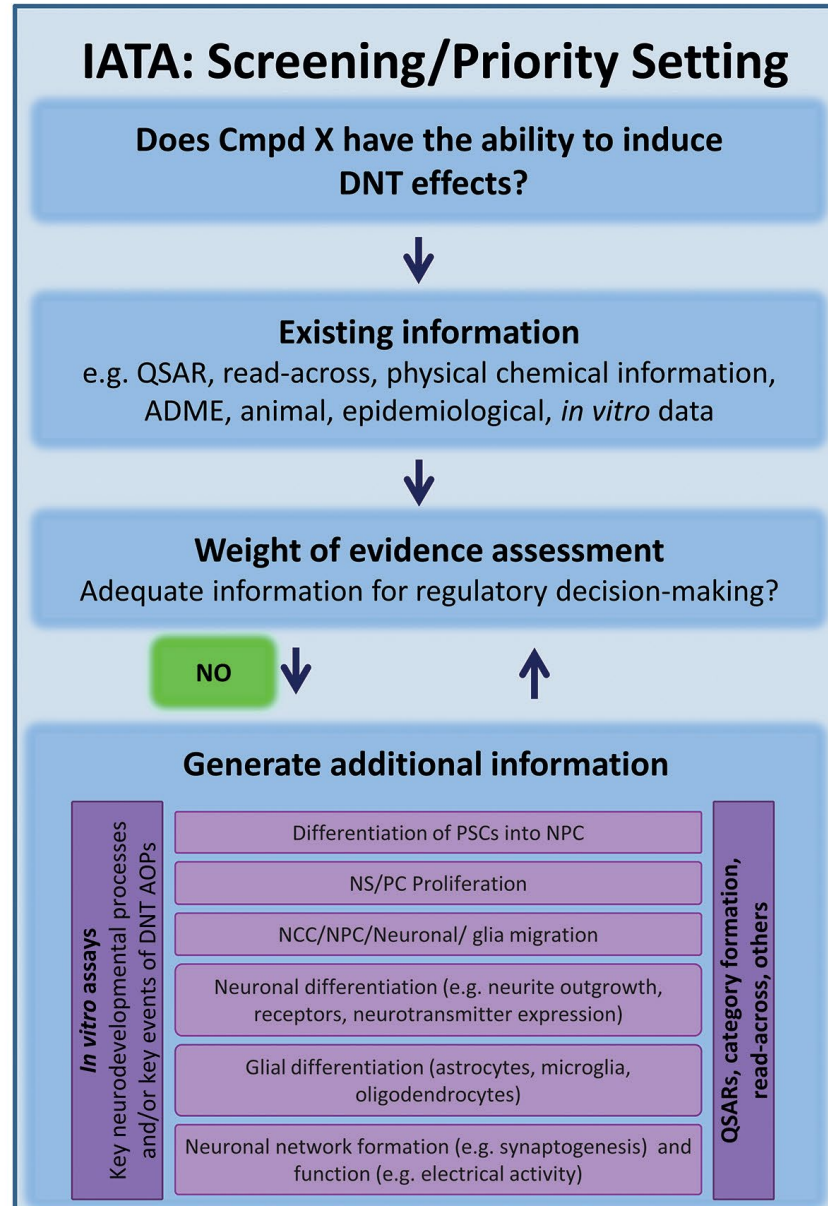 IATA: Screening/Priority Setting
Does Cmpd X have the ability to induce
DNT effects?
Existing information
e.g. QSAR, read-across, physical chemical information,
ADME, animal, epidemiological, in vitro data
Weight of evidence assessment
Adequate information for regulatory decision-making?
NO
Generate additional information
In vitro assays
Key neurodevelopmental processes
and/or key events of DNT AOPs
Differentiation of PSCs into NPC
NS/PC Proliferation
NCC/NPC/Neuronal/ glia migration
Neuronal differentiation (e.g. neurite outgrowth,
receptors, neurotransmitter expression)
Glial differentiation (astrocytes, microglia,
oligodendrocytes)
Neuronal network formation (e.g. synaptogenesis) and
function (e.g. electrical activity)
QSARs, category formation,
read-across, others